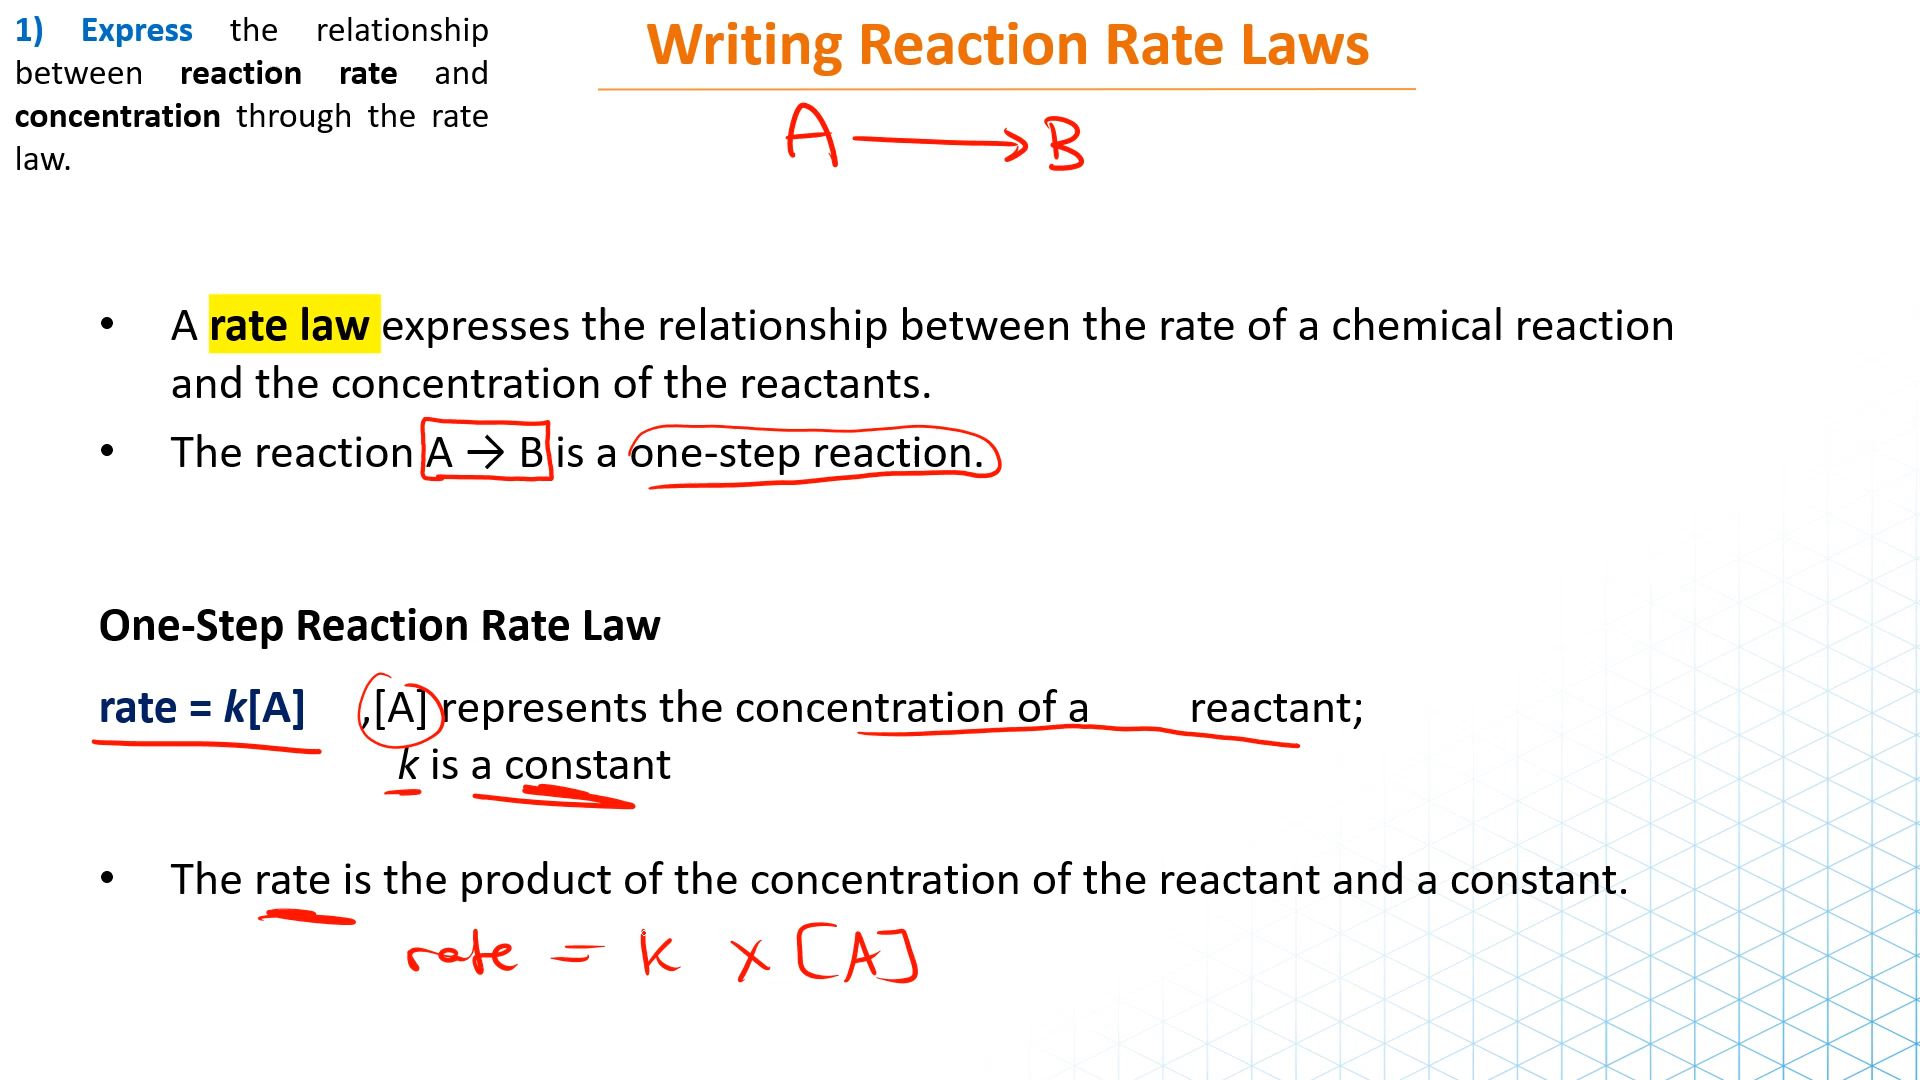 1) Express the relationship
between reaction rate and
concentration through the rate
law.
Writing Reaction Rate Laws
A → B
• A rate law expresses the relationship between the rate of a chemical reaction
and the concentration of the reactants.
• The reaction A → B is a one-step reaction.
One-Step Reaction Rate Law
rate = k[A] ,[A] represents the concentration of a reactant;
k is a constant
• The rate is the product of the concentration of the reactant and a constant.
rate = k x [A]